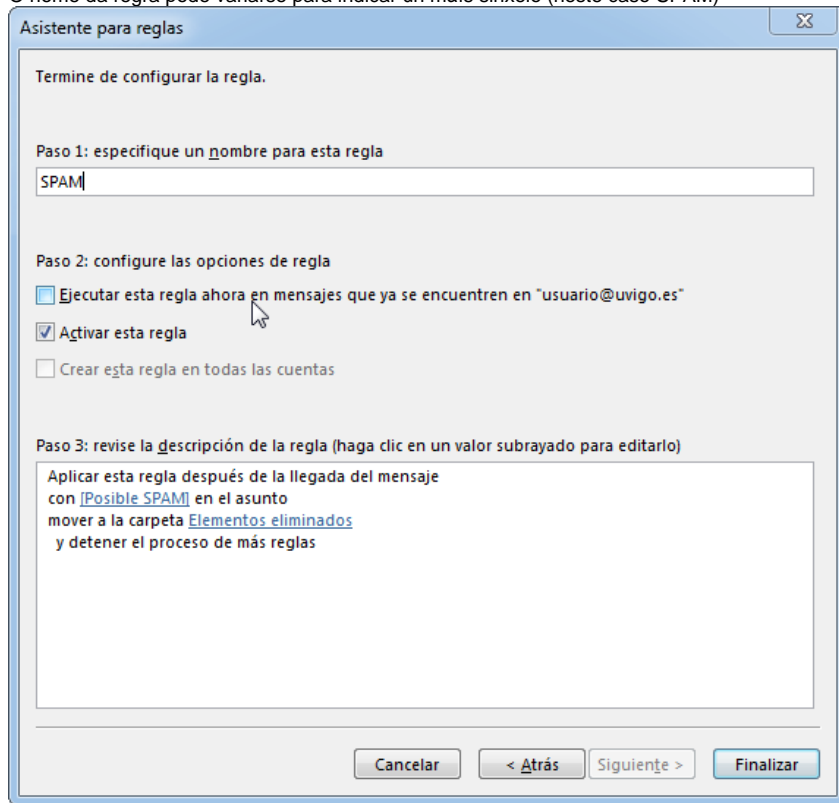 Asistente para reglas
Termine de configurar la regla.
Paso 1: especifique un nombre para esta regla
SPAM
Paso 2: configure las opciones de regla
Ejecutar esta regla ahora en mensajes que ya se encuentren en "usuario@uvigo.es"
Activar esta regla
Crear esta regla en todas las cuentas
Paso 3: revise la descripción de la regla (haga clic en un valor subrayado para editarlo)
Aplicar esta regla después de la llegada del mensaje
con [Posible SPAM] en el asunto
mover a la carpeta Elementos eliminados
y detener el proceso de más reglas
Cancelar
< Atrás
Siguiente >
Finalizar